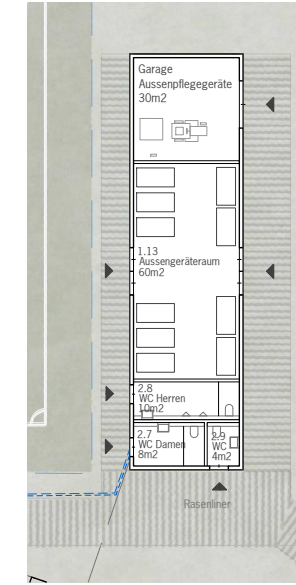 Garage
Aussenpflegegeräte
30m2
1.13
Aussengeräteraum
60m2
2.8
WC Herren
10m2
2.7
WC Damen
8m2
2.9
WC
4m2
Rasenliner